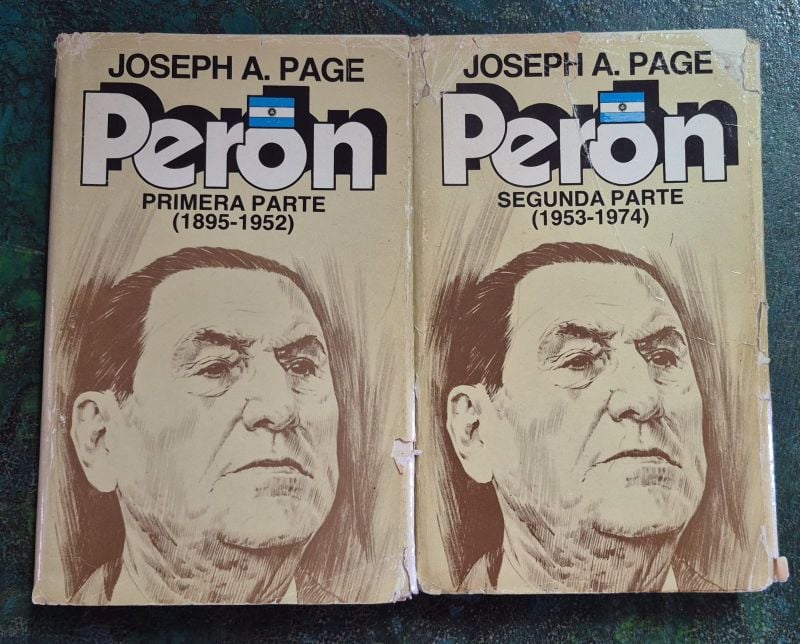 JOSEPH A. PAGE
Perón
PRIMERA PARTE
(1895-1952)
JOSEPH A. PAGE
Perón
SEGUNDA PARTE
(1953-1974)